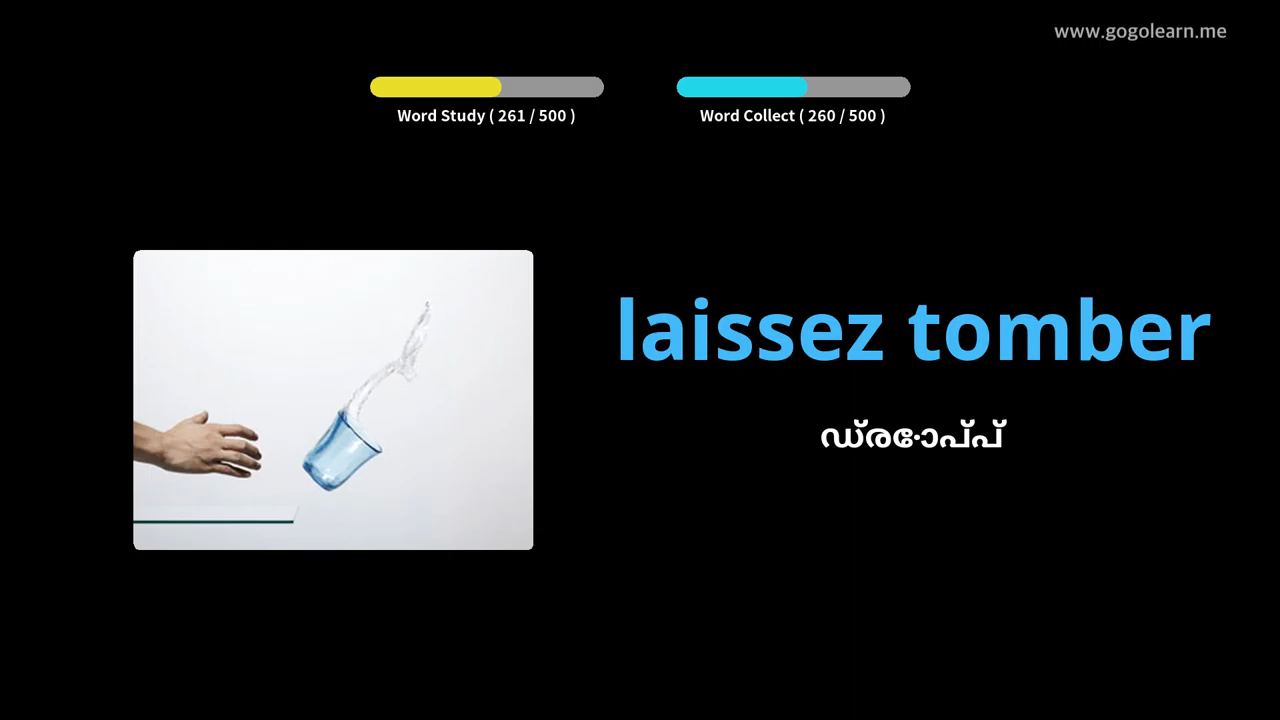 www.gogolearn.me
Word Study ( 261 / 500 )
Word Collect ( 260 / 500 )
laissez tomber
ഡ്രോപ്പ്